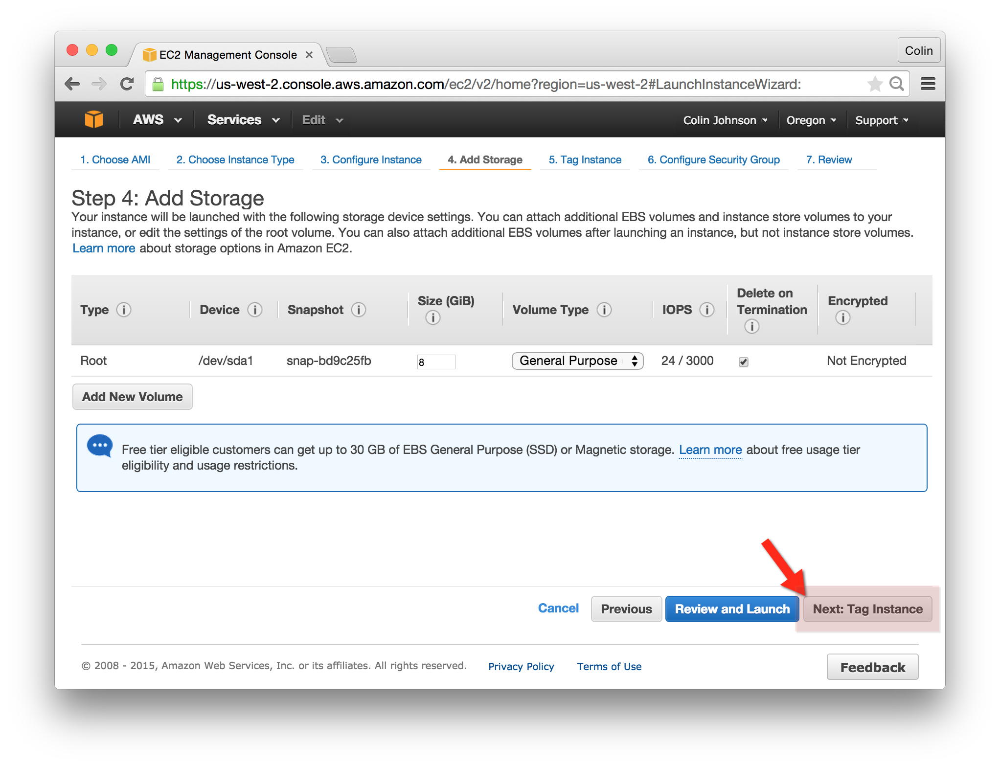 EC2 Management Console
Colin
https://us-west-2.console.aws.amazon.com/ec2/v2/home?region=us-west-2#LaunchInstanceWizard:
AWS Services Edit Colin Johnson Oregon Support
1. Choose AMI 2. Choose Instance Type 3. Configure Instance 4. Add Storage 5. Tag Instance 6. Configure Security Group 7. Review
Step 4: Add Storage
Your instance will be launched with the following storage device settings. You can attach additional EBS volumes and instance store volumes to your
instance, or edit the settings of the root volume. You can also attach additional EBS volumes after launching an instance, but not instance store volumes.
Learn more about storage options in Amazon EC2.
Type Device Snapshot Size (GiB) Volume Type IOPS Delete on Termination Encrypted
Root /dev/sda1 snap-bd9c25fb 8 General Purpose 24 / 3000 Not Encrypted
Add New Volume
Free tier eligible customers can get up to 30 GB of EBS General Purpose (SSD) or Magnetic storage. Learn more about free usage tier
eligibility and usage restrictions.
Cancel Previous Review and Launch Next: Tag Instance
© 2008 - 2015, Amazon Web Services, Inc. or its affiliates. All rights reserved. Privacy Policy Terms of Use Feedback